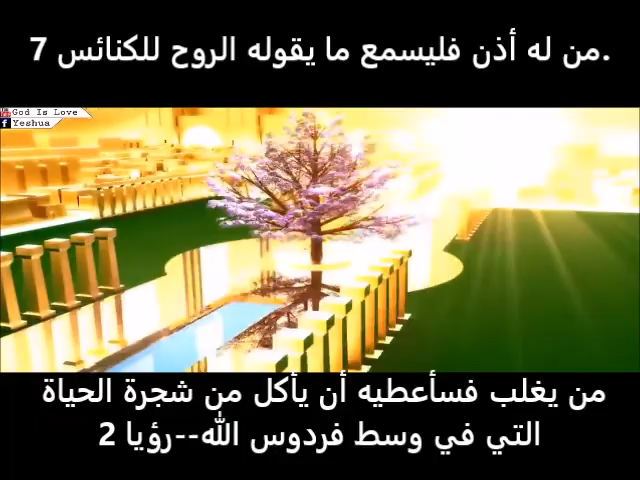 7 من له أذن فليسمع ما يقوله الروح للكنائس.
God Is Love
Yeshua
من يغلب فسأعطيه أن يأكل من شجرة الحياة
التي في وسط فردوس الله--رؤيا 2